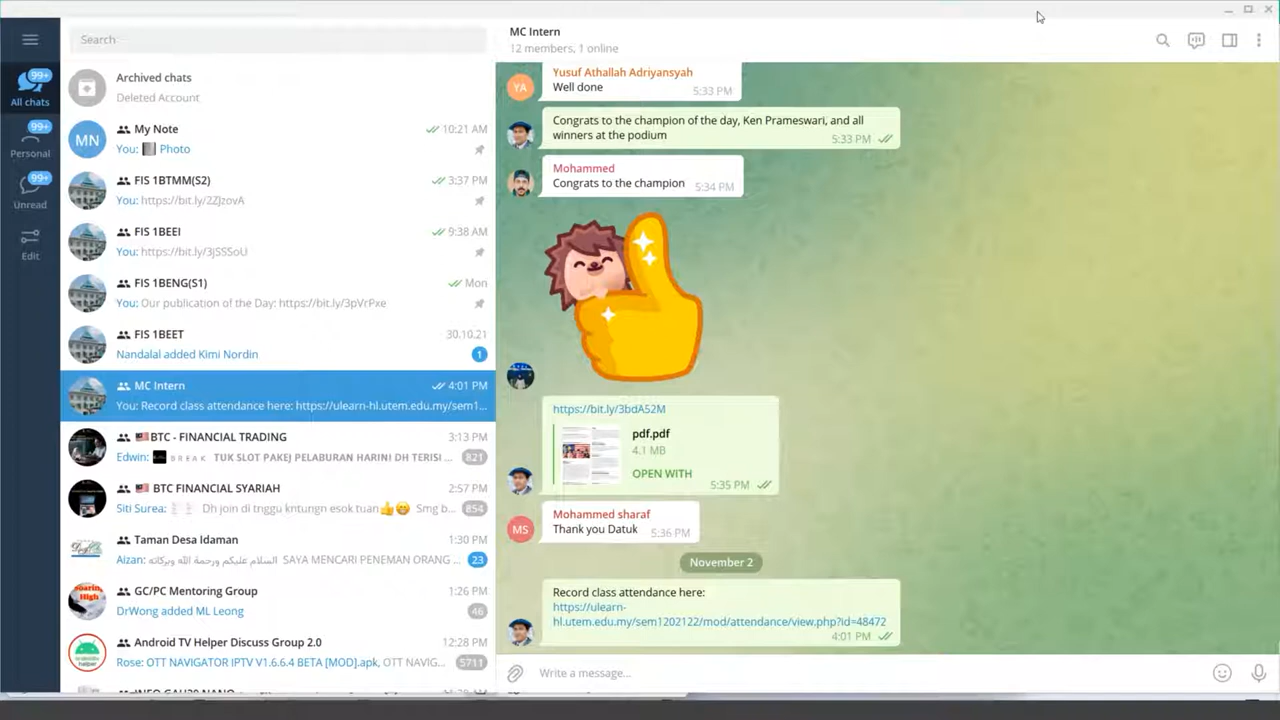 Search
99+
All chats
99+
Personal
99+
Unread
Edit
Archived chats
Deleted Account
MN
My Note
10:21 AM
You: Photo
FIS 1BTMM(S2)
3:37 PM
You: https://bit.ly/2ZJzovA
FIS 1BEEI
9:38 AM
You: https://bit.ly/3jSSSoU
FIS 1BENG(S1)
Mon
You: Our publication of the Day: https://bit.ly/3pVrPxe
FIS 1BEET
30.10.21
Nandalal added Kimi Nordin
1
MC Intern
4:01 PM
You: Record class attendance here: https://ulearn-hl.utem.edu.my/sem1...
🇲🇾BTC - FINANCIAL TRADING
3:13 PM
Edwin: ʙ ʀ ᴇ ᴀ ᴋ TUK SLOT PAKEJ PELABURAN HARINI DH TERISI ...
821
🇲🇾 BTC FINANCIAL SYARIAH
2:57 PM
Siti Surea: Dh join di tnggu kntungn esok tuan👍😁 Smg b...
854
Taman Desa Idaman
1:30 PM
Aizan: السلام عليكم ورحمة الله وبركاته SAYA MENCARI PENEMAN ORANG ...
23
GC/PC Mentoring Group
1:26 PM
DrWong added ML Leong
46
Android TV Helper Discuss Group 2.0
12:28 PM
Rose: OTT NAVIGATOR IPTV V1.6.6.4 BETA [MOD].apk, OTT NAVIG...
5711
MC Intern
12 members, 1 online
YA
Yusuf Athallah Adriyansyah
Well done
5:33 PM
Congrats to the champion of the day, Ken Prameswari, and all
winners at the podium
5:33 PM
Mohammed
Congrats to the champion
5:34 PM
https://bit.ly/3bdA52M
pdf.pdf
4.1 MB
OPEN WITH
5:35 PM
MS
Mohammed sharaf
Thank you Datuk
5:36 PM
November 2
Record class attendance here:
https://ulearn-
hl.utem.edu.my/sem1202122/mod/attendance/view.php?id=48472
4:01 PM
Write a message...